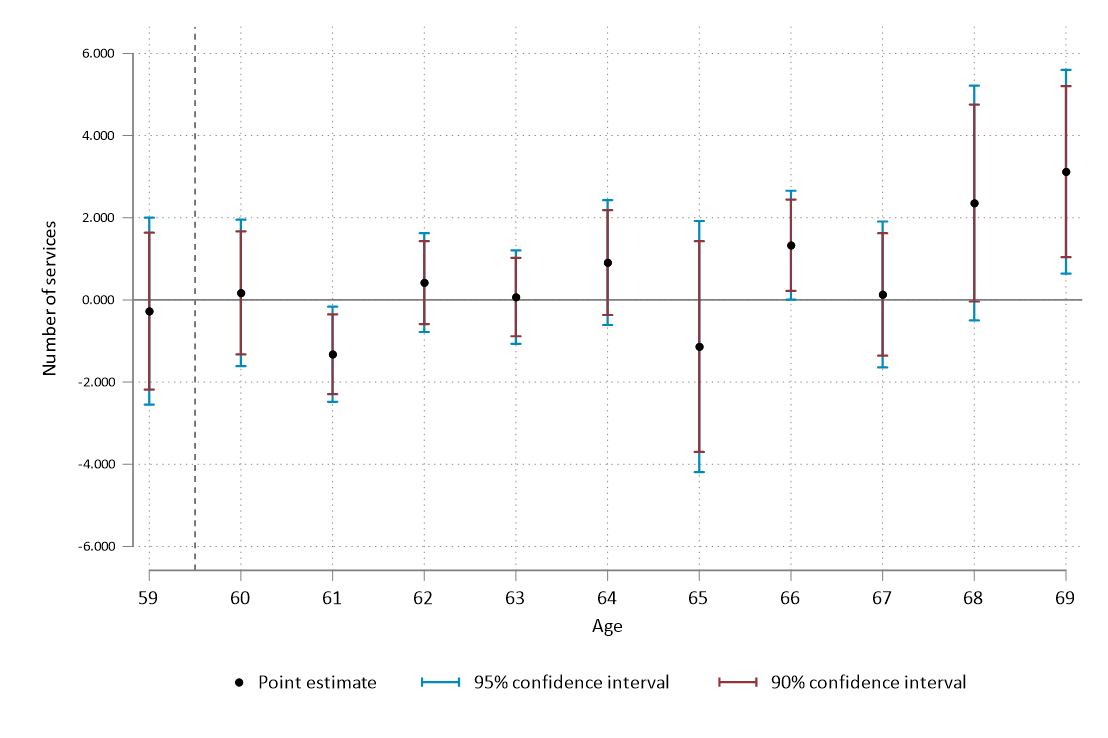 6.000
4.000
2.000
0.000
-2.000
-4.000
-6.000
Number of services
59 60 61 62 63 64 65 66 67 68 69
Age
Point estimate 95% confidence interval 90% confidence interval